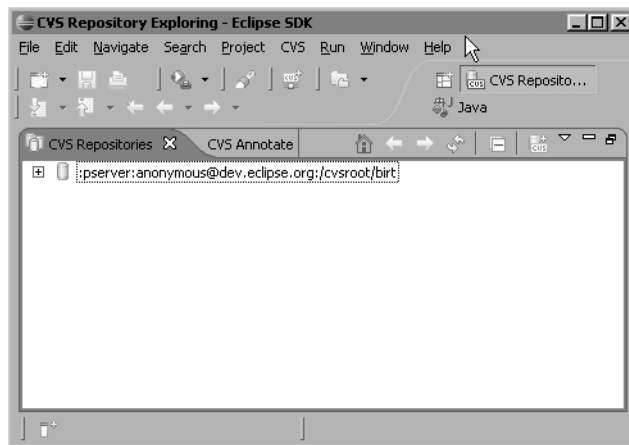 CVS Repository Exploring - Eclipse SDK
File Edit Navigate Search Project CVS Run Window Help
CVS Reposito...
Java
CVS Repositories CVS Annotate
:pserver:anonymous@dev.eclipse.org:/cvsroot/birt